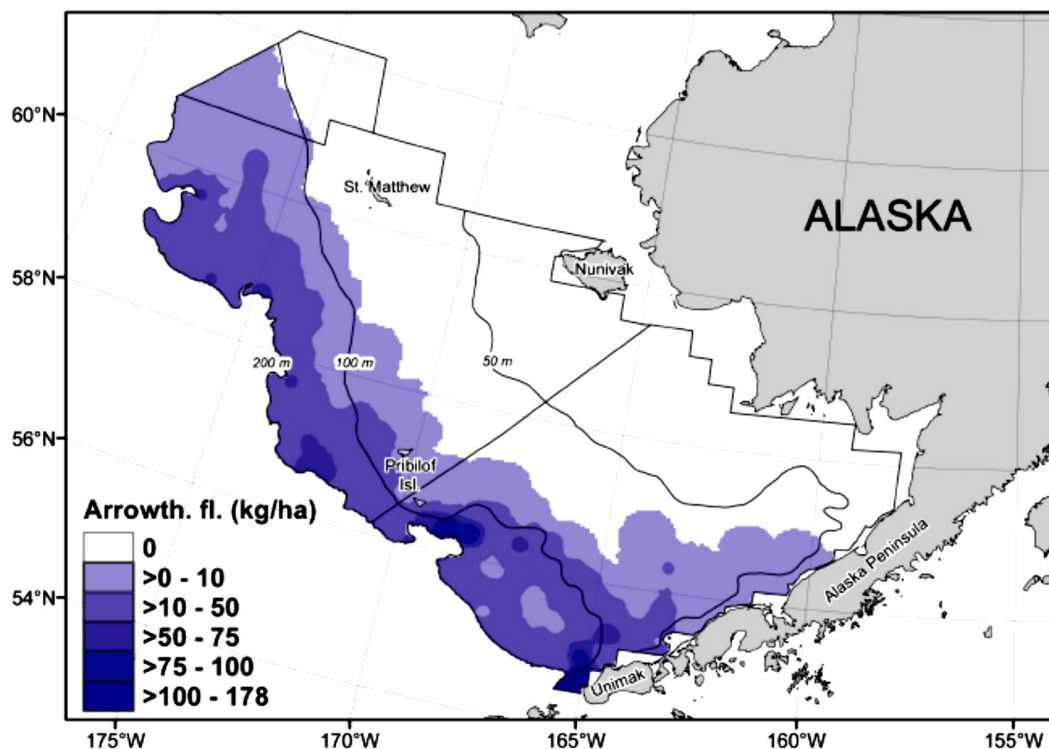 60°N
58°N
56°N
54°N
ALASKA
St. Matthew
Nunivak
200 m
100 m
50 m
Pribilof
Isl.
Alaska Peninsula
Unimak
Arrowth. fl. (kg/ha)
0
>0 - 10
>10 - 50
>50 - 75
>75 - 100
>100 - 178
175°W
170°W
165°W
160°W
155°W